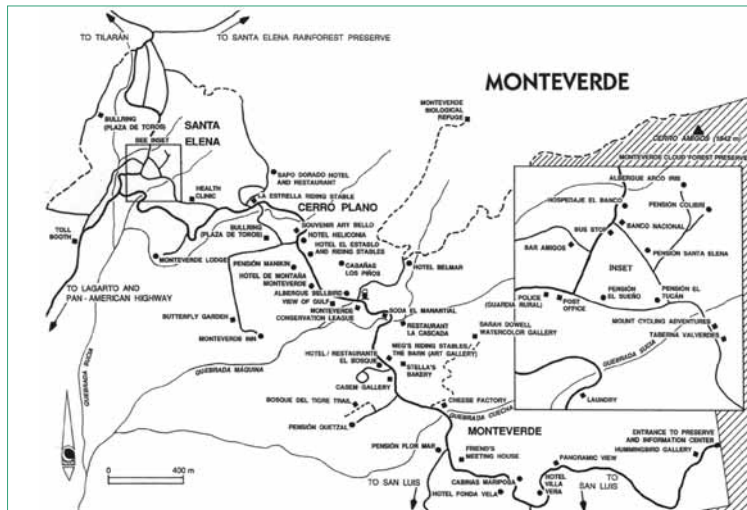 TO TILARÁN
TO SANTA ELENA RAINFOREST PRESERVE
MONTEVERDE
MONTEVERDE
BIOLOGICAL
REFUGE
BULLRING
(PLAZA DE TOROS)
SANTA
ELENA
SEE INSET
CERRO AMIGOS (1842 m)
MONTEVERDE CLOUD FOREST PRESERVE
SAPO DORADO HOTEL
AND RESTAURANT
HEALTH
CLINIC
LA ESTRELLA RIDING STABLE
CERRO PLANO
SOUVENIR ART BELLO
BULLRING
(PLAZA DE TOROS)
HOTEL HELICONIA
HOTEL EL ESTABLO
AND RIDING STABLES
TOLL
BOOTH
MONTEVERDE LODGE
PENSIÓN MANAKIN
CABAÑAS
LOS PIÑOS
HOTEL BELMAR
HOTEL DE MONTAÑA
MONTEVERDE
TO LAGARTO AND
PAN-AMERICAN HIGHWAY
ALBERGUE BELLBIRD
VIEW OF GULF
MONTEVERDE
CONSERVATION LEAGUE
SODA EL MANANTIAL
BUTTERFLY GARDEN
MONTEVERDE INN
RESTAURANT
LA CASCADA
SARAH DOWELL
WATERCOLOR GALLERY
MEG'S RIDING STABLES/
THE BARN (ART GALLERY)
HOTEL/RESTAURANTE
EL BOSQUE
STELLA'S
BAKERY
QUEBRADA SUCIA
QUEBRADA MÁQUINA
CASEM GALLERY
BOSQUE DEL TIGRE TRAIL
CHEESE FACTORY
QUEBRADA CUECHA
PENSIÓN QUETZAL
MONTEVERDE
PENSIÓN FLOR MAR
FRIEND'S
MEETING HOUSE
ENTRANCE TO PRESERVE
AND INFORMATION CENTER
HUMMINGBIRD GALLERY
PANORAMIC VIEW
CABINAS MARIPOSA
HOTEL
VILLA
VERA
TO SAN LUIS
HOTEL FONDA VELA
TO
SAN LUIS
0
400 m
ALBERGUE ARCO IRIS
HOSPEDAJE EL BANCO
PENSIÓN COLIBRI
BUS STOP
BANCO NACIONAL
BAR AMIGOS
PENSIÓN SANTA ELENA
INSET
POLICE
(GUARDIA RURAL)
POST
OFFICE
PENSIÓN
EL SUEÑO
PENSIÓN EL
TUCÁN
MOUNT CYCLING ADVENTURES
TABERNA VALVERDES
QUEBRADA SUCIA
LAUNDRY